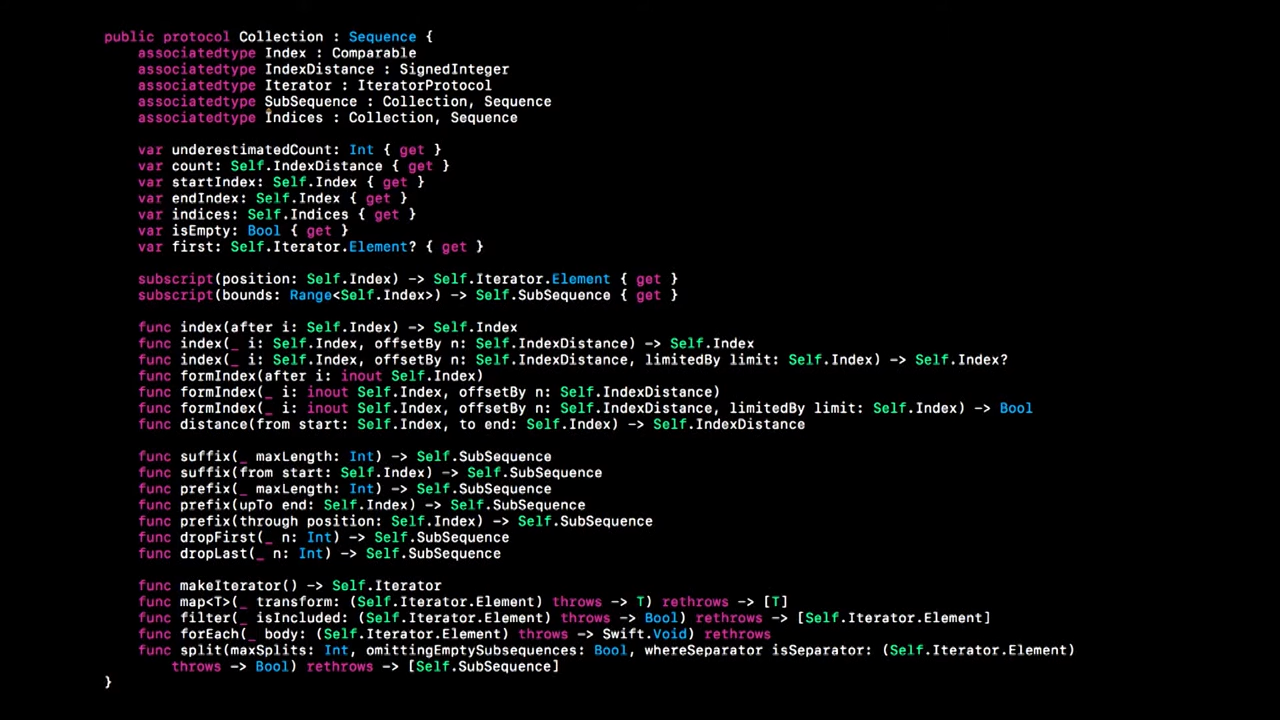 public protocol Collection : Sequence {
    associatedtype Index : Comparable
    associatedtype IndexDistance : SignedInteger
    associatedtype Iterator : IteratorProtocol
    associatedtype SubSequence : Collection, Sequence
    associatedtype Indices : Collection, Sequence

    var underestimatedCount: Int { get }
    var count: Self.IndexDistance { get }
    var startIndex: Self.Index { get }
    var endIndex: Self.Index { get }
    var indices: Self.Indices { get }
    var isEmpty: Bool { get }
    var first: Self.Iterator.Element? { get }

    subscript(position: Self.Index) -> Self.Iterator.Element { get }
    subscript(bounds: Range<Self.Index>) -> Self.SubSequence { get }

    func index(after i: Self.Index) -> Self.Index
    func index(_ i: Self.Index, offsetBy n: Self.IndexDistance) -> Self.Index
    func index(_ i: Self.Index, offsetBy n: Self.IndexDistance, limitedBy limit: Self.Index) -> Self.Index?
    func formIndex(after i: inout Self.Index)
    func formIndex(_ i: inout Self.Index, offsetBy n: Self.IndexDistance)
    func formIndex(_ i: inout Self.Index, offsetBy n: Self.IndexDistance, limitedBy limit: Self.Index) -> Bool
    func distance(from start: Self.Index, to end: Self.Index) -> Self.IndexDistance

    func suffix(_ maxLength: Int) -> Self.SubSequence
    func suffix(from start: Self.Index) -> Self.SubSequence
    func prefix(_ maxLength: Int) -> Self.SubSequence
    func prefix(upTo end: Self.Index) -> Self.SubSequence
    func prefix(through position: Self.Index) -> Self.SubSequence
    func dropFirst(_ n: Int) -> Self.SubSequence
    func dropLast(_ n: Int) -> Self.SubSequence

    func makeIterator() -> Self.Iterator
    func map<T>(_ transform: (Self.Iterator.Element) throws -> T) rethrows -> [T]
    func filter(_ isIncluded: (Self.Iterator.Element) throws -> Bool) rethrows -> [Self.Iterator.Element]
    func forEach(_ body: (Self.Iterator.Element) throws -> Swift.Void) rethrows
    func split(maxSplits: Int, omittingEmptySubsequences: Bool, whereSeparator isSeparator: (Self.Iterator.Element)
        throws -> Bool) rethrows -> [Self.SubSequence]
}